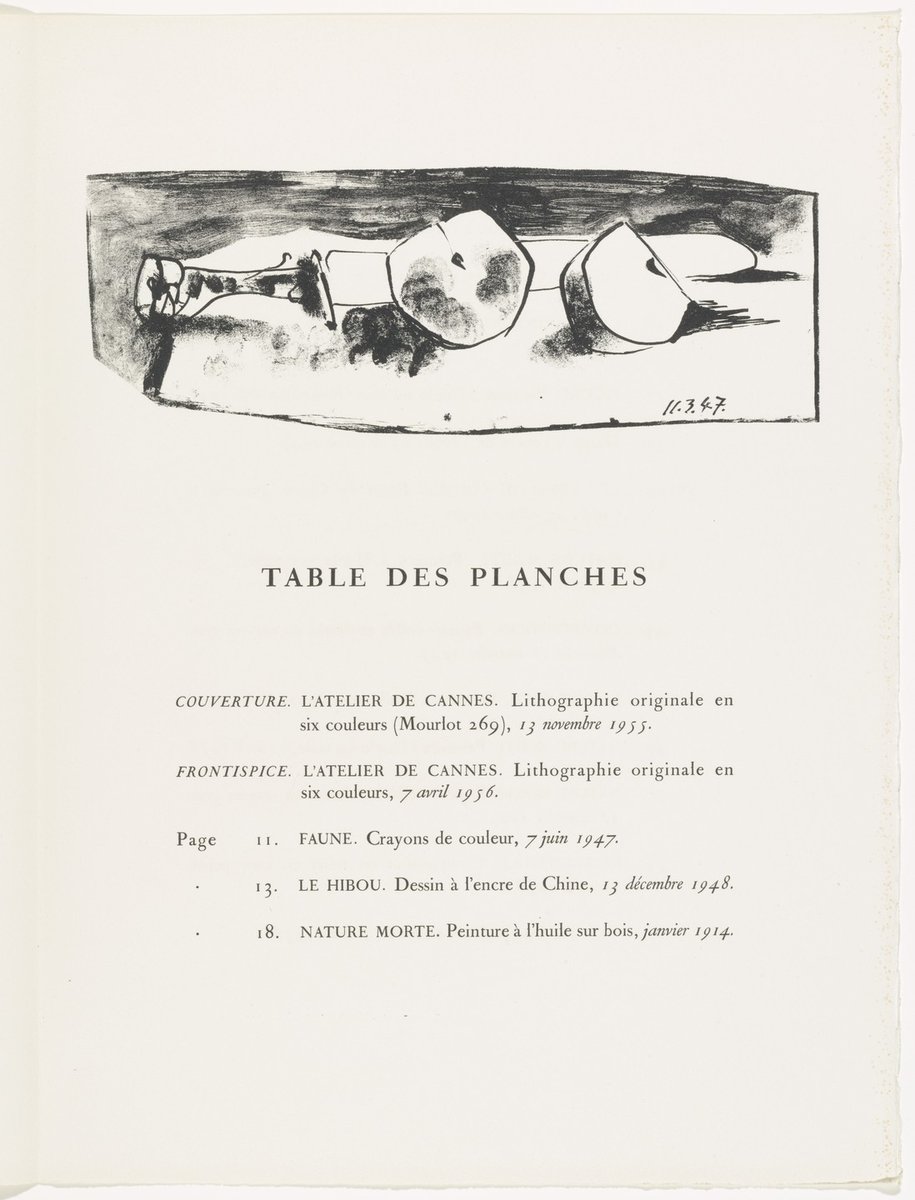 11.3.47.
TABLE DES PLANCHES
COUVERTURE. L'ATELIER DE CANNES. Lithographie originale en
six couleurs (Mourlot 269), 13 novembre 1955.
FRONTISPICE. L'ATELIER DE CANNES. Lithographie originale en
six couleurs, 7 avril 1956.
Page 11. FAUNE. Crayons de couleur, 7 juin 1947.
· 13. LE HIBOU. Dessin à l'encre de Chine, 13 décembre 1948.
· 18. NATURE MORTE. Peinture à l'huile sur bois, janvier 1914.